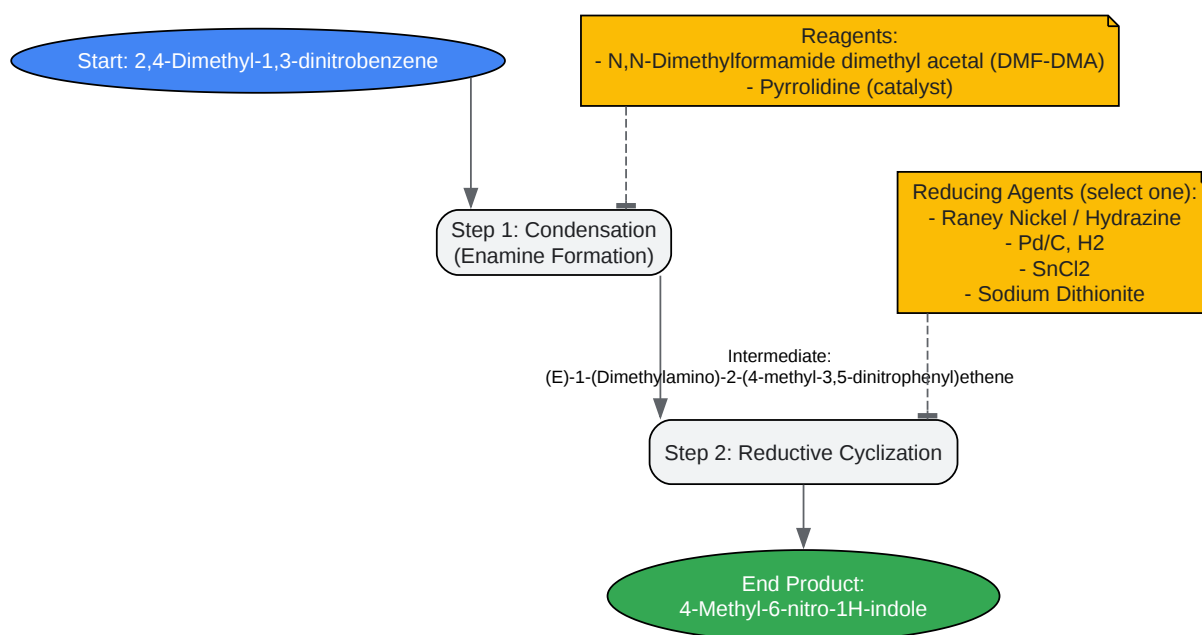 Start: 2,4-Dimethyl-1,3-dinitrobenzene
Reagents:
- N,N-Dimethylformamide dimethyl acetal (DMF-DMA)
- Pyrrolidine (catalyst)
Reducing Agents (select one):
- Raney Nickel / Hydrazine
- Pd/C, H2
- SnCl2
- Sodium Dithionite
Step 1: Condensation
(Enamine Formation)
Intermediate:
(E)-1-(Dimethylamino)-2-(4-methyl-3,5-dinitrophenyl)ethene
Step 2: Reductive Cyclization
End Product:
4-Methyl-6-nitro-1H-indole